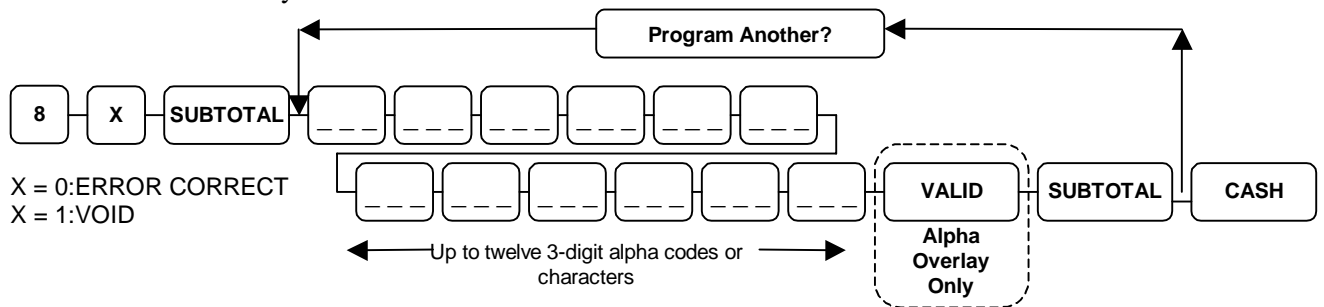 Program Another?
8 X SUBTOTAL _ _ _ _ _ _ _ _ _ _ _ _ _ _ _ _ _ _
X = 0:ERROR CORRECT
X = 1:VOID
_ _ _ _ _ _ _ _ _ _ _ _ _ _ _ _ _ _ VALID SUBTOTAL CASH
Up to twelve 3-digit alpha codes or
characters
Alpha
Overlay
Only